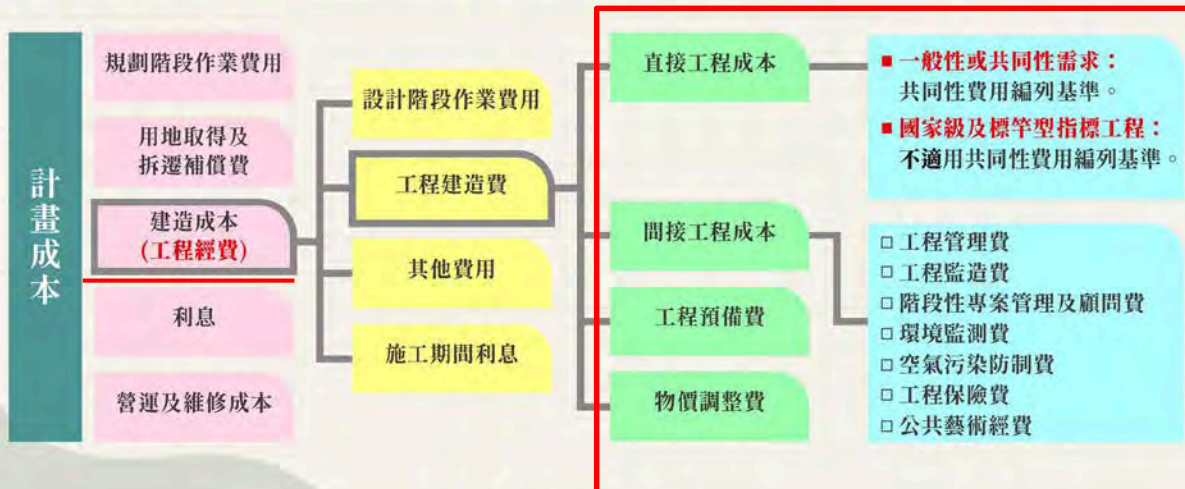 計畫成本
規劃階段作業費用
用地取得及
拆遷補償費
建造成本
(工程經費)
利息
營運及維修成本
設計階段作業費用
工程建造費
其他費用
施工期間利息
直接工程成本
間接工程成本
工程預備費
物價調整費
■ 一般性或共同性需求：
共同性費用編列基準。
■ 國家級及標竿型指標工程：
不適用共同性費用編列基準。
□ 工程管理費
□ 工程監造費
□ 階段性專案管理及顧問費
□ 環境監測費
□ 空氣污染防制費
□ 工程保險費
□ 公共藝術經費